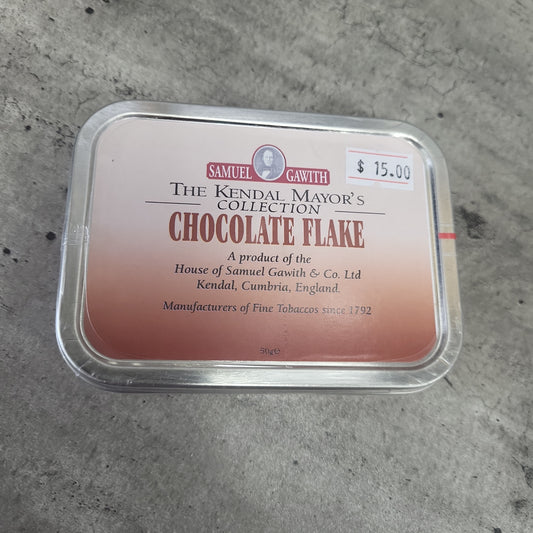 SAMUEL GAWITH
$ 15.00
THE KENDAL MAYOR'S
COLLECTION
CHOCOLATE FLAKE
A product of the
House of Samuel Gawith & Co. Ltd
Kendal, Cumbria, England.
Manufacturers of Fine Tobaccos since 1792
50g℮